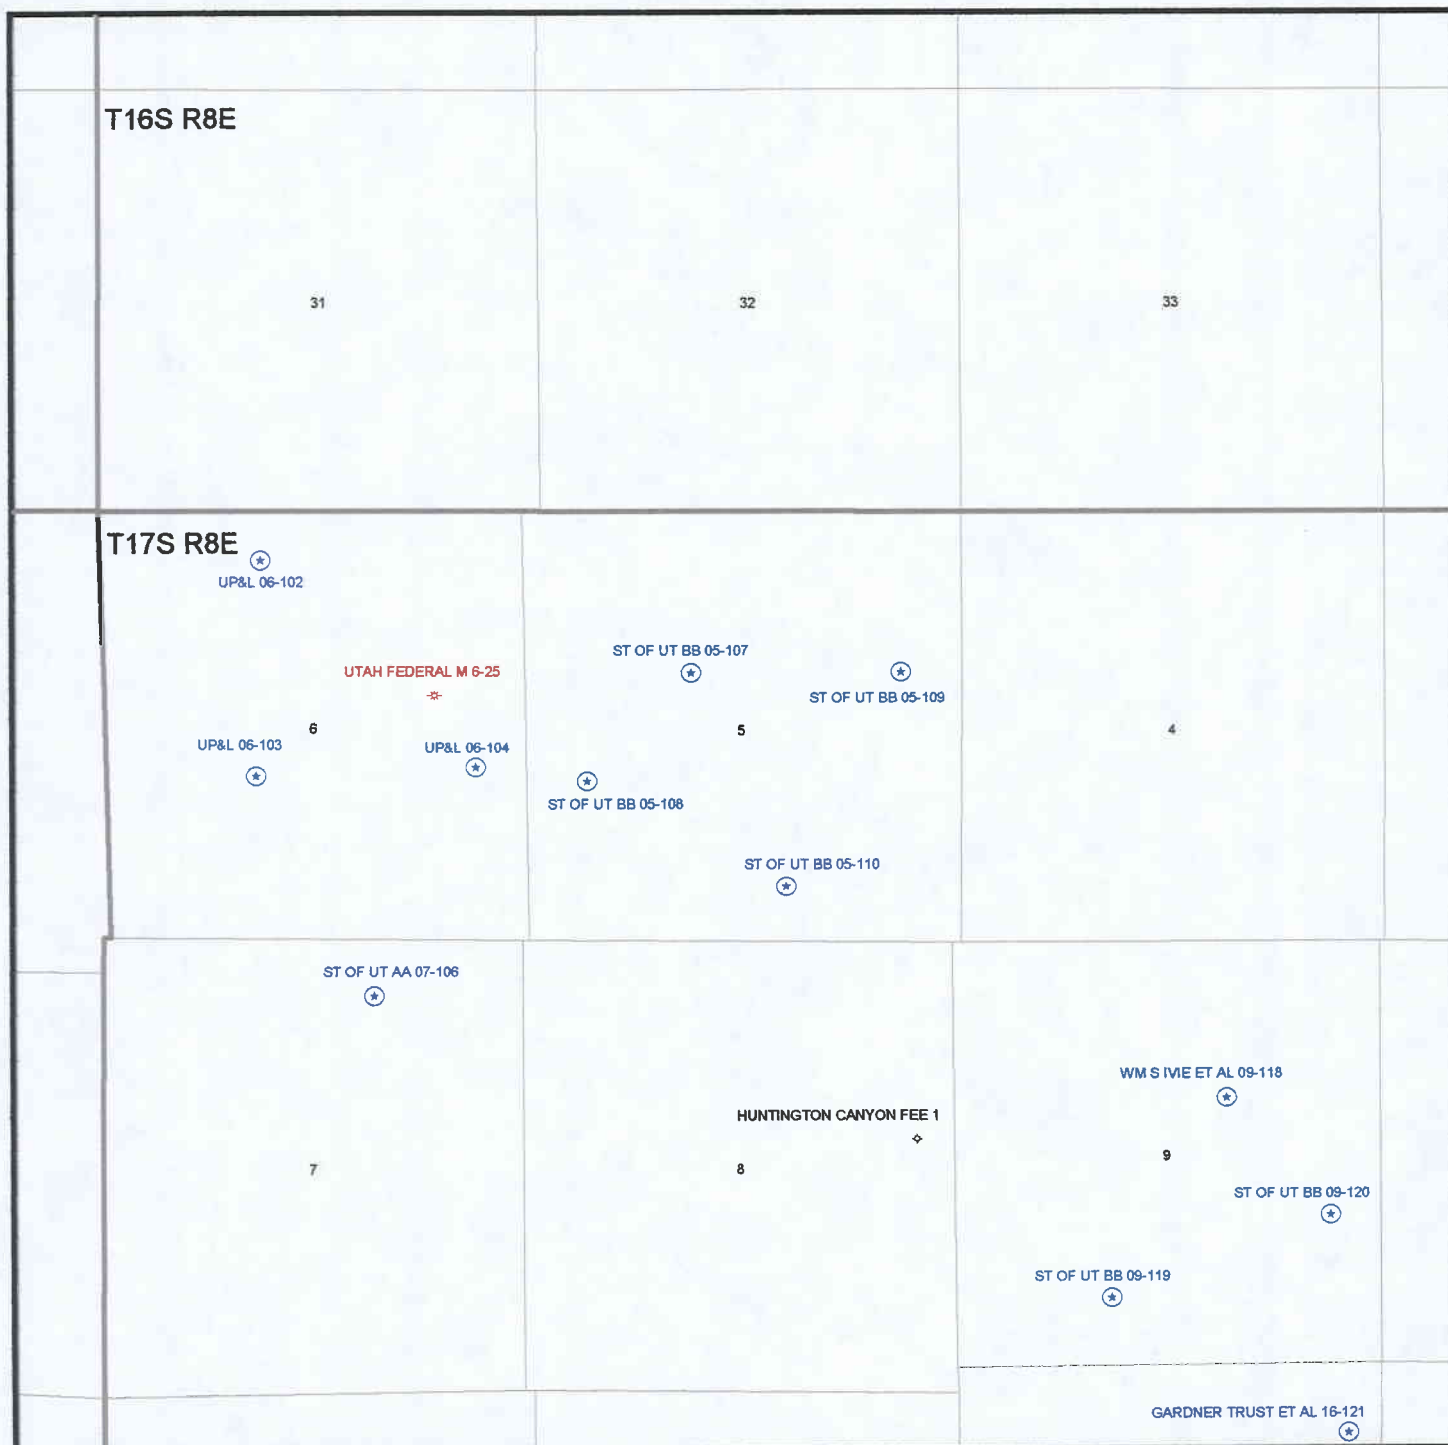 T16S R8E
31
32
33
T17S R8E
UP&L 06-102
ST OF UT BB 05-107
UTAH FEDERAL M 6-25
ST OF UT BB 05-109
6
5
4
UP&L 06-103
UP&L 06-104
ST OF UT BB 05-108
ST OF UT BB 05-110
ST OF UT AA 07-106
WM S IVIE ET AL 09-118
HUNTINGTON CANYON FEE 1
7
8
9
ST OF UT BB 09-120
ST OF UT BB 09-119
GARDNER TRUST ET AL 16-121